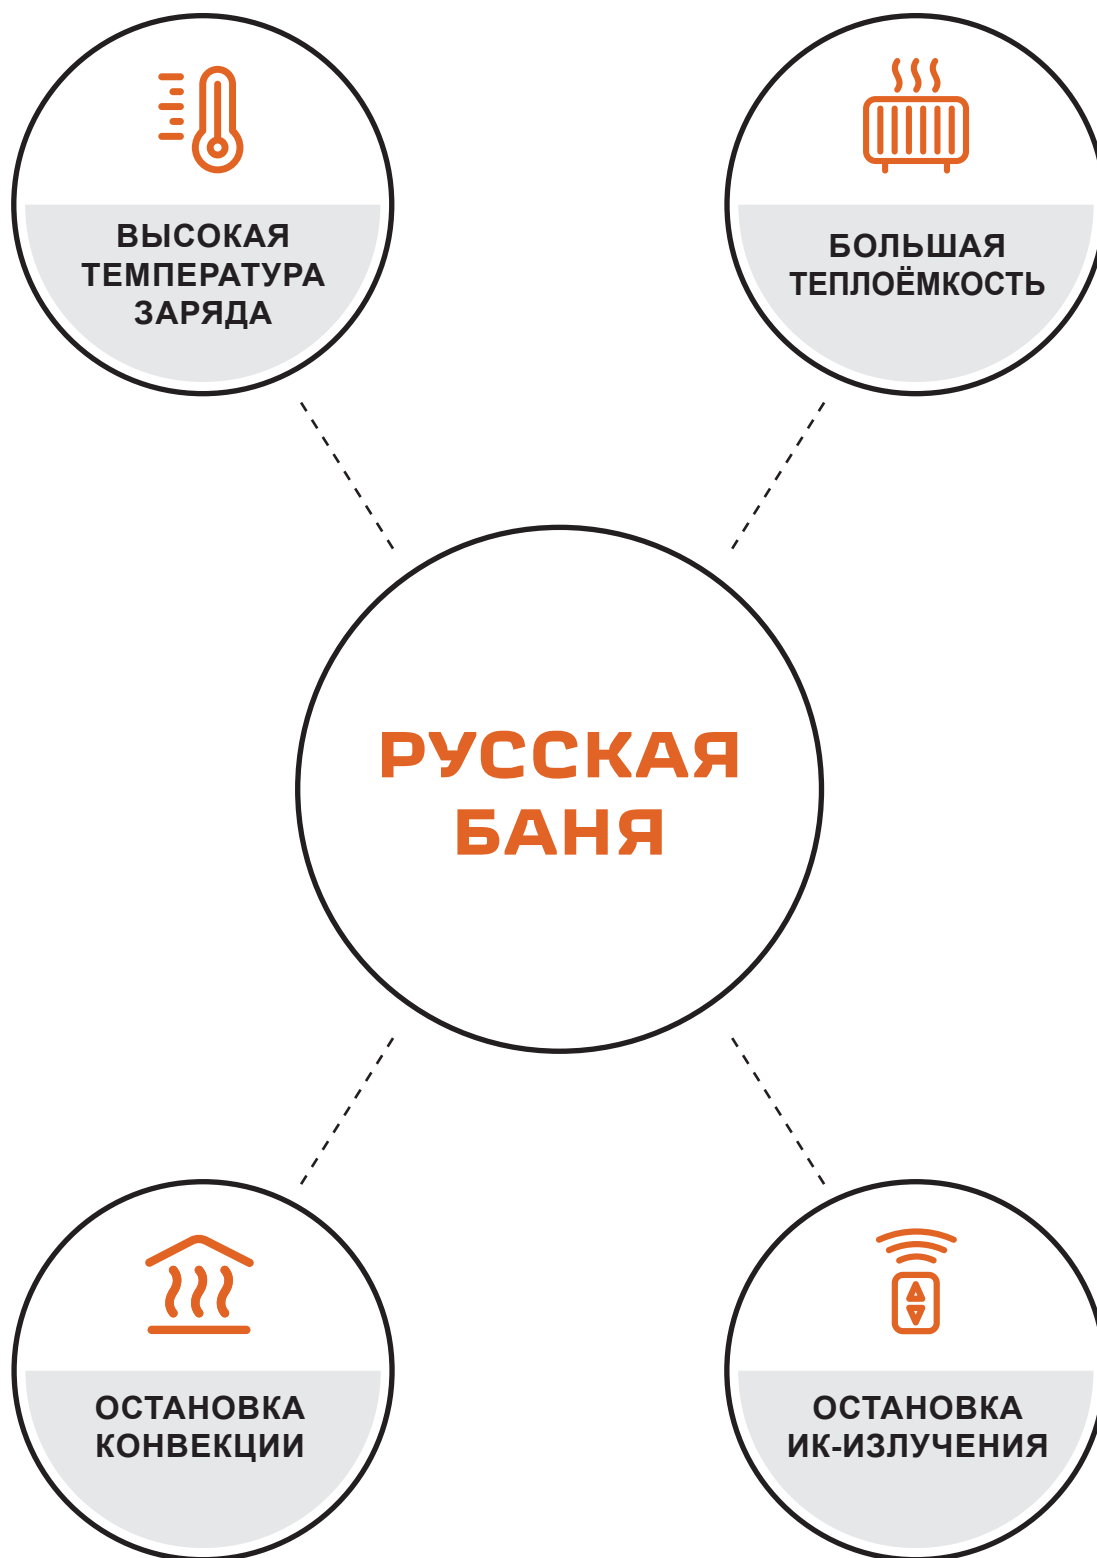 ВЫСОКАЯ
ТЕМПЕРАТУРА
ЗАРЯДА
БОЛЬШАЯ
ТЕПЛОЁМКОСТЬ
РУССКАЯ
БАНЯ
ОСТАНОВКА
КОНВЕКЦИИ
ОСТАНОВКА
ИК-ИЗЛУЧЕНИЯ